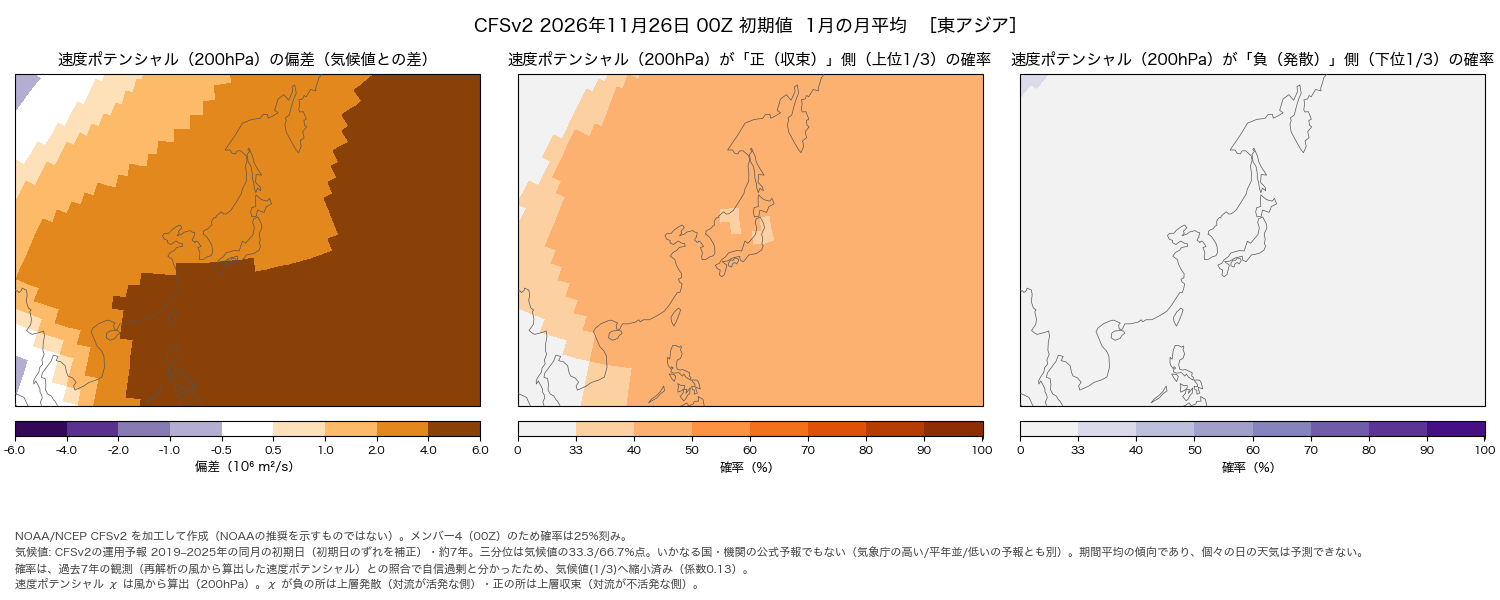 CFSv2 2026年11月26日 00Z 初期値 1月の月平均 ［東アジア］
速度ポテンシャル（200hPa）の偏差（気候値との差）
速度ポテンシャル（200hPa）が「正（収束）」側（上位1/3）の確率
速度ポテンシャル（200hPa）が「負（発散）」側（下位1/3）の確率
-6.0 -4.0 -2.0 -1.0 -0.5 0.5 1.0 2.0 4.0 6.0
偏差（10⁶ m²/s）
0 33 40 50 60 70 80 90 100
確率（%）
0 33 40 50 60 70 80 90 100
確率（%）
NOAA/NCEP CFSv2 を加工して作成（NOAAの推奨を示すものではない）。メンバー4（00Z）のため確率は25%刻み。
気候値: CFSv2の運用予報 2019–2025年の同月の初期日（初期日のずれを補正）・約7年。三分位は気候値の33.3/66.7%点。いかなる国・機関の公式予報でもない（気象庁の高い/平年並/低いの予報とも別）。期間平均の傾向であり、個々の日の天気は予測できない。
確率は、過去7年の観測（再解析の風から算出した速度ポテンシャル）との照合で自信過剰と分かったため、気候値(1/3)へ縮小済み（係数0.13）。
速度ポテンシャル χ は風から算出（200hPa）。χ が負の所は上層発散（対流が活発な側）・正の所は上層収束（対流が不活発な側）。